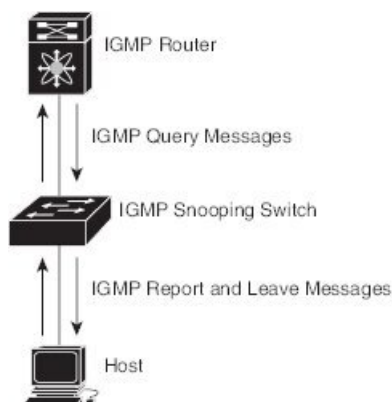 IGMP Router
IGMP Query Messages
IGMP Snooping Switch
IGMP Report and Leave Messages
Host